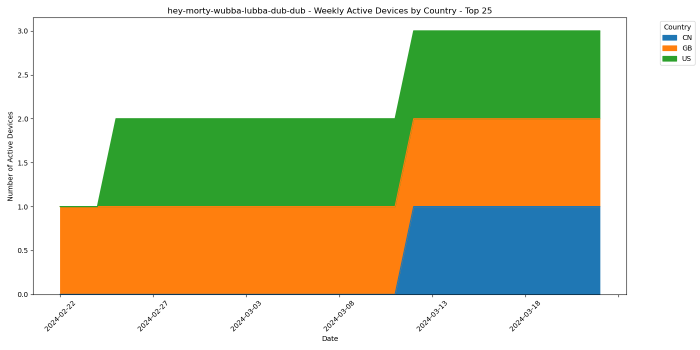 hey-morty-wubba-lubba-dub-dub - Weekly Active Devices by Country - Top 25
Country
CN
GB
US
Number of Active Devices
3.0
2.5
2.0
1.5
1.0
0.5
0.0
2024-02-22
2024-02-27
2024-03-03
2024-03-08
2024-03-13
2024-03-18
Date